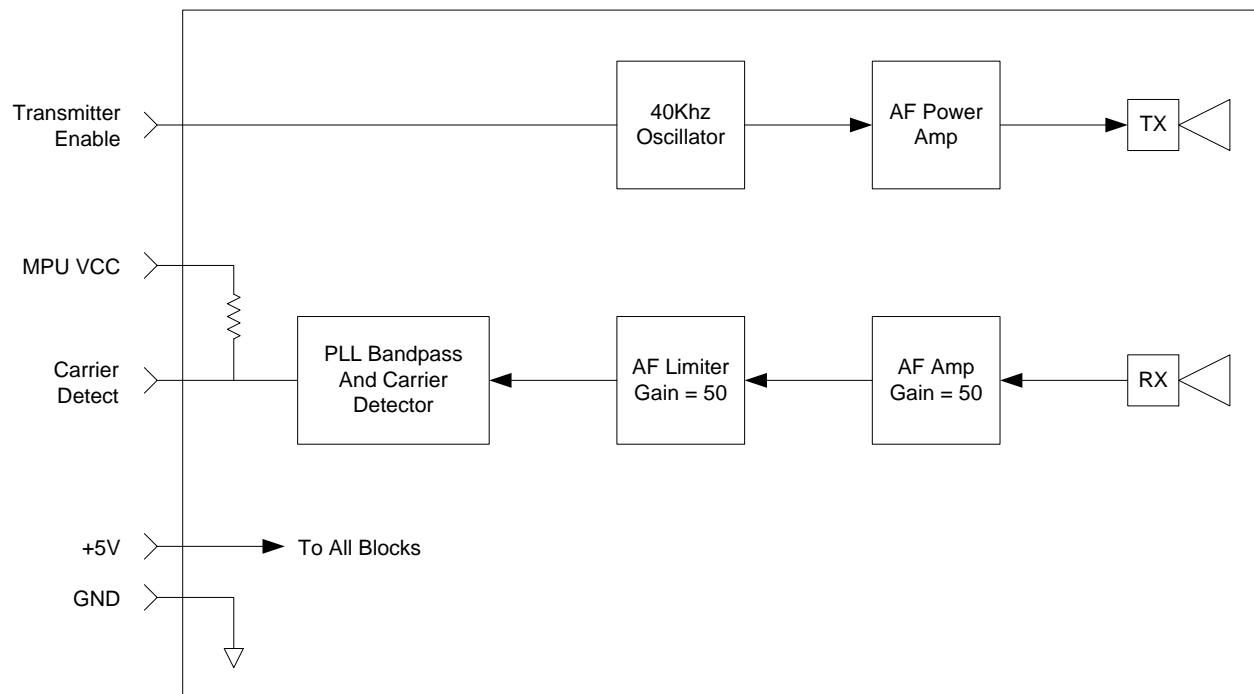 Transmitter
Enable
40Khz
Oscillator
AF Power
Amp
TX
MPU VCC
Carrier
Detect
PLL Bandpass
And Carrier
Detector
AF Limiter
Gain = 50
AF Amp
Gain = 50
RX
+5V
To All Blocks
GND